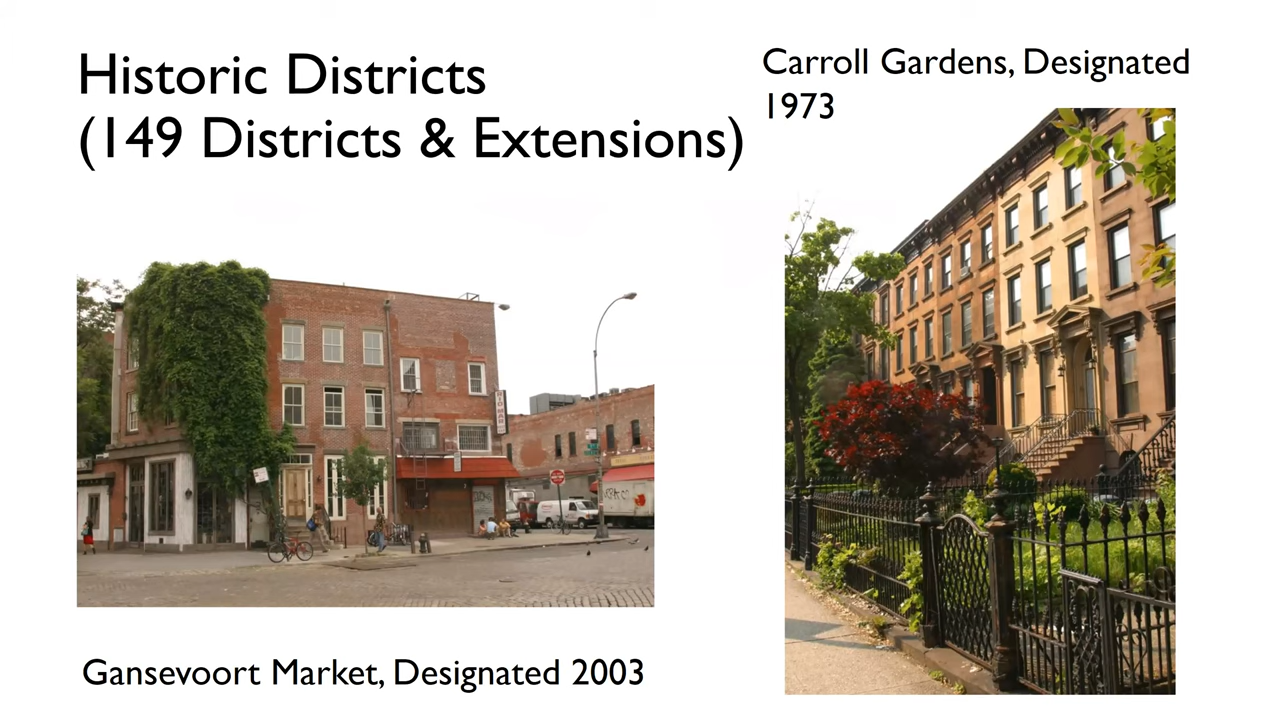 Historic Districts
(149 Districts & Extensions)
Carroll Gardens, Designated
1973
Gansevoort Market, Designated 2003